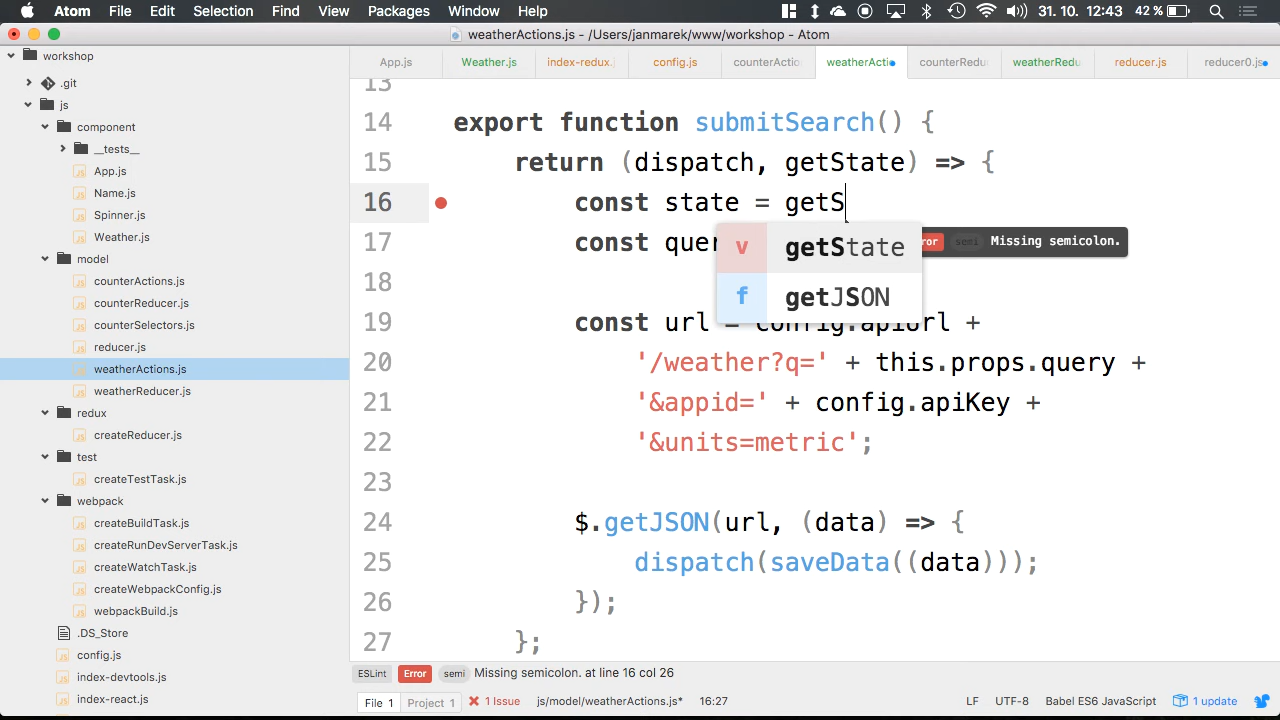 Atom File Edit Selection Find View Packages Window Help 31. 10. 12:43 42 %
weatherActions.js - /Users/janmarek/www/workshop - Atom
workshop
.git
js
component
__tests__
App.js
Name.js
Spinner.js
Weather.js
model
counterActions.js
counterReducer.js
counterSelectors.js
reducer.js
weatherActions.js
weatherReducer.js
redux
createReducer.js
test
createTestTask.js
webpack
createBuildTask.js
createRunDevServerTask.js
createWatchTask.js
createWebpackConfig.js
webpackBuild.js
.DS_Store
config.js
index-devtools.js
index-react.js
App.js Weather.js index-redux. config.js counterActio weatherActi counterRedu weatherRedu reducer.js reducer0.js
13
14 export function submitSearch() {
15 return (dispatch, getState) => {
16 const state = getS
17 const quer
getState
getJSON
ror semi Missing semicolon.
18
19 const url = config.apiUrl +
20 '/weather?q=' + this.props.query +
21 '&appid=' + config.apiKey +
22 '&units=metric';
23
24 $.getJSON(url, (data) => {
25 dispatch(saveData((data)));
26 });
27 };
ESLint Error semi Missing semicolon. at line 16 col 26
File 1 Project 1 1 Issue js/model/weatherActions.js* 16:27 LF UTF-8 Babel ES6 JavaScript 1 update